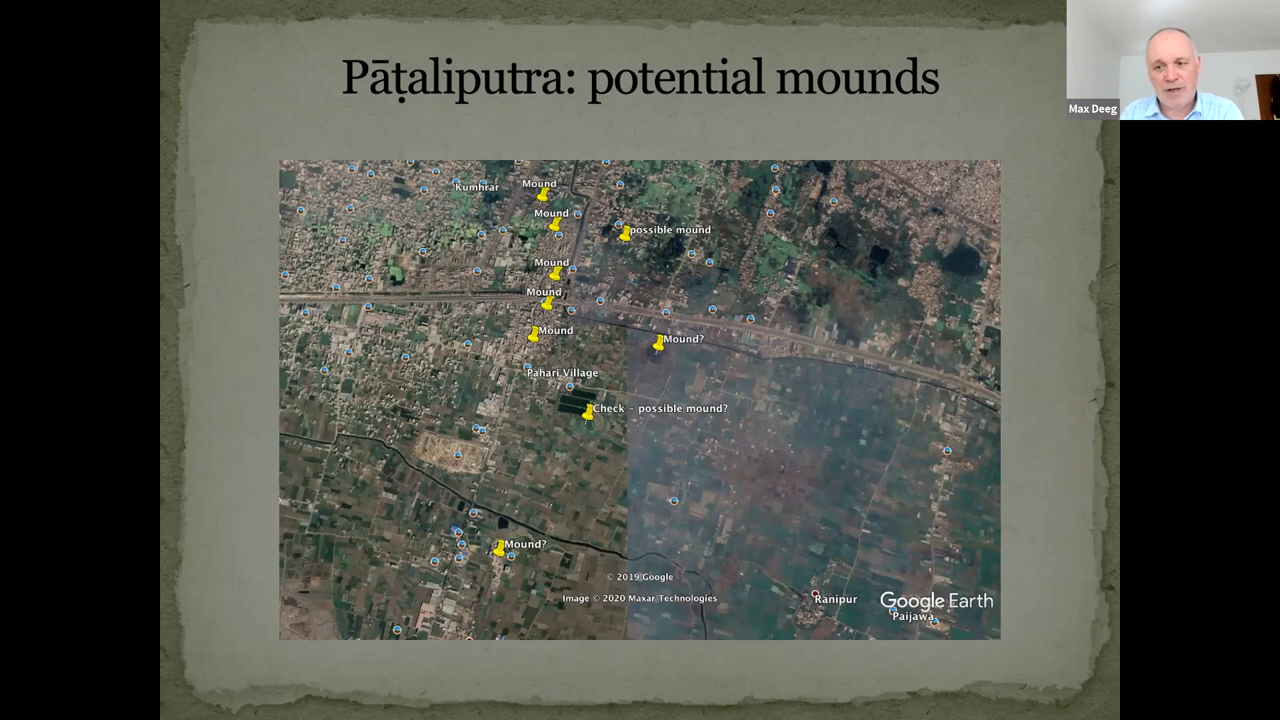 Pāṭaliputra: potential mounds
Max Deeg
Kumhrar
Mound
Mound
possible mound
Mound
Mound
Mound
Mound?
Pahari Village
Check - possible mound?
Mound?
© 2019 Google
Image © 2020 Maxar Technologies
Ranipur
Google Earth
Paijawa